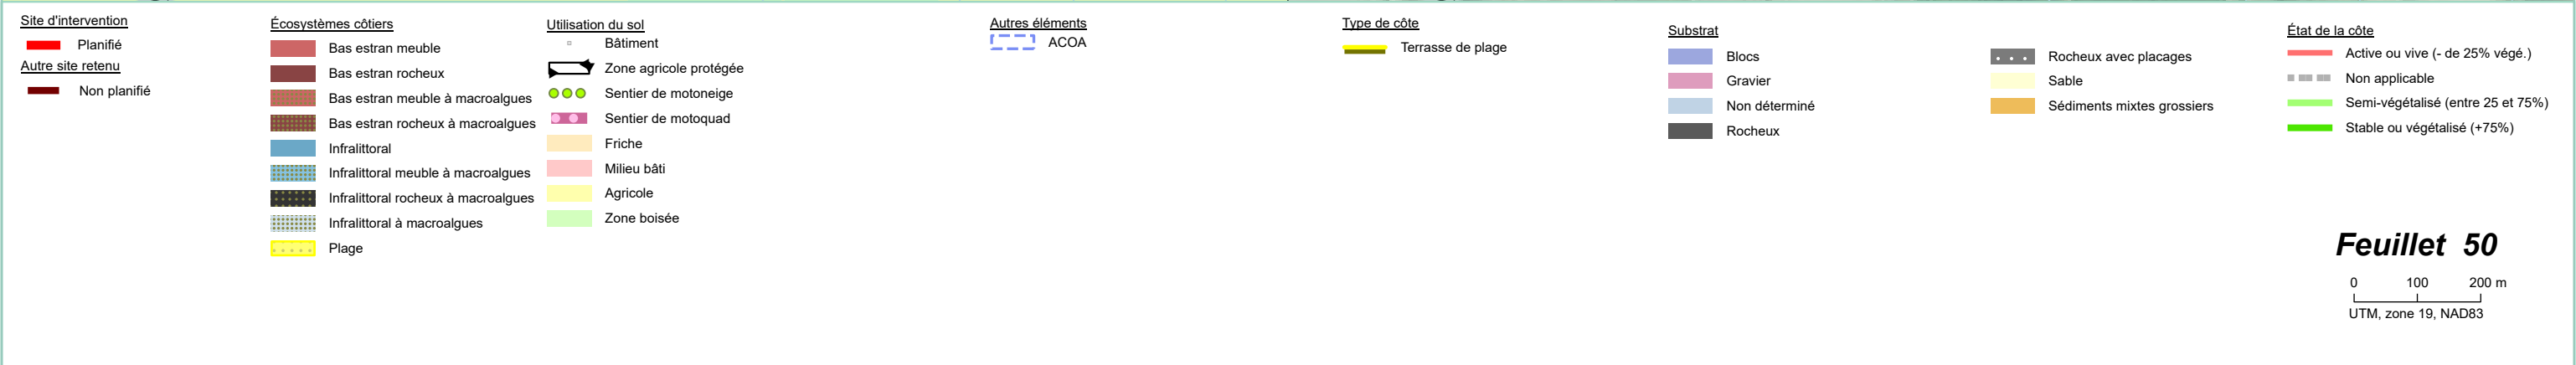 Site d'intervention
Planifié
Autre site retenu
Non planifié
Écosystèmes côtiers
Bas estran meuble
Bas estran rocheux
Bas estran meuble à macroalgues
Bas estran rocheux à macroalgues
Infralittoral
Infralittoral meuble à macroalgues
Infralittoral rocheux à macroalgues
Infralittoral à macroalgues
Plage
Utilisation du sol
Bâtiment
Zone agricole protégée
Sentier de motoneige
Sentier de motoquad
Friche
Milieu bâti
Agricole
Zone boisée
Autres éléments
ACOA
Type de côte
Terrasse de plage
Substrat
Blocs
Gravier
Non déterminé
Rocheux
Rocheux avec placages
Sable
Sédiments mixtes grossiers
État de la côte
Active ou vive (- de 25% végé.)
Non applicable
Semi-végétalisé (entre 25 et 75%)
Stable ou végétalisé (+75%)
Feuillet 50
0 100 200 m
UTM, zone 19, NAD83